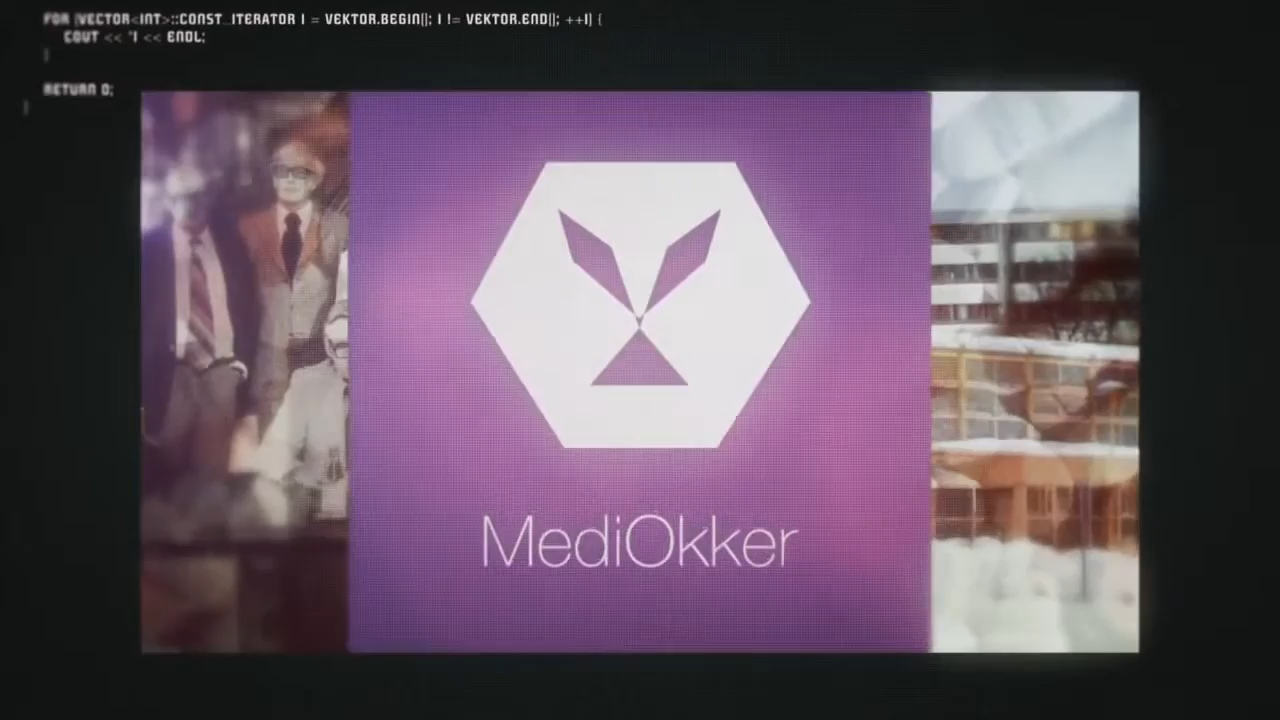 FOR (VECTOR<INT>::CONST_ITERATOR I = VEKTOR.BEGIN(); I != VEKTOR.END(); ++I) {
COUT << *I << ENDL;
}
RETURN 0;
}
MediOkker